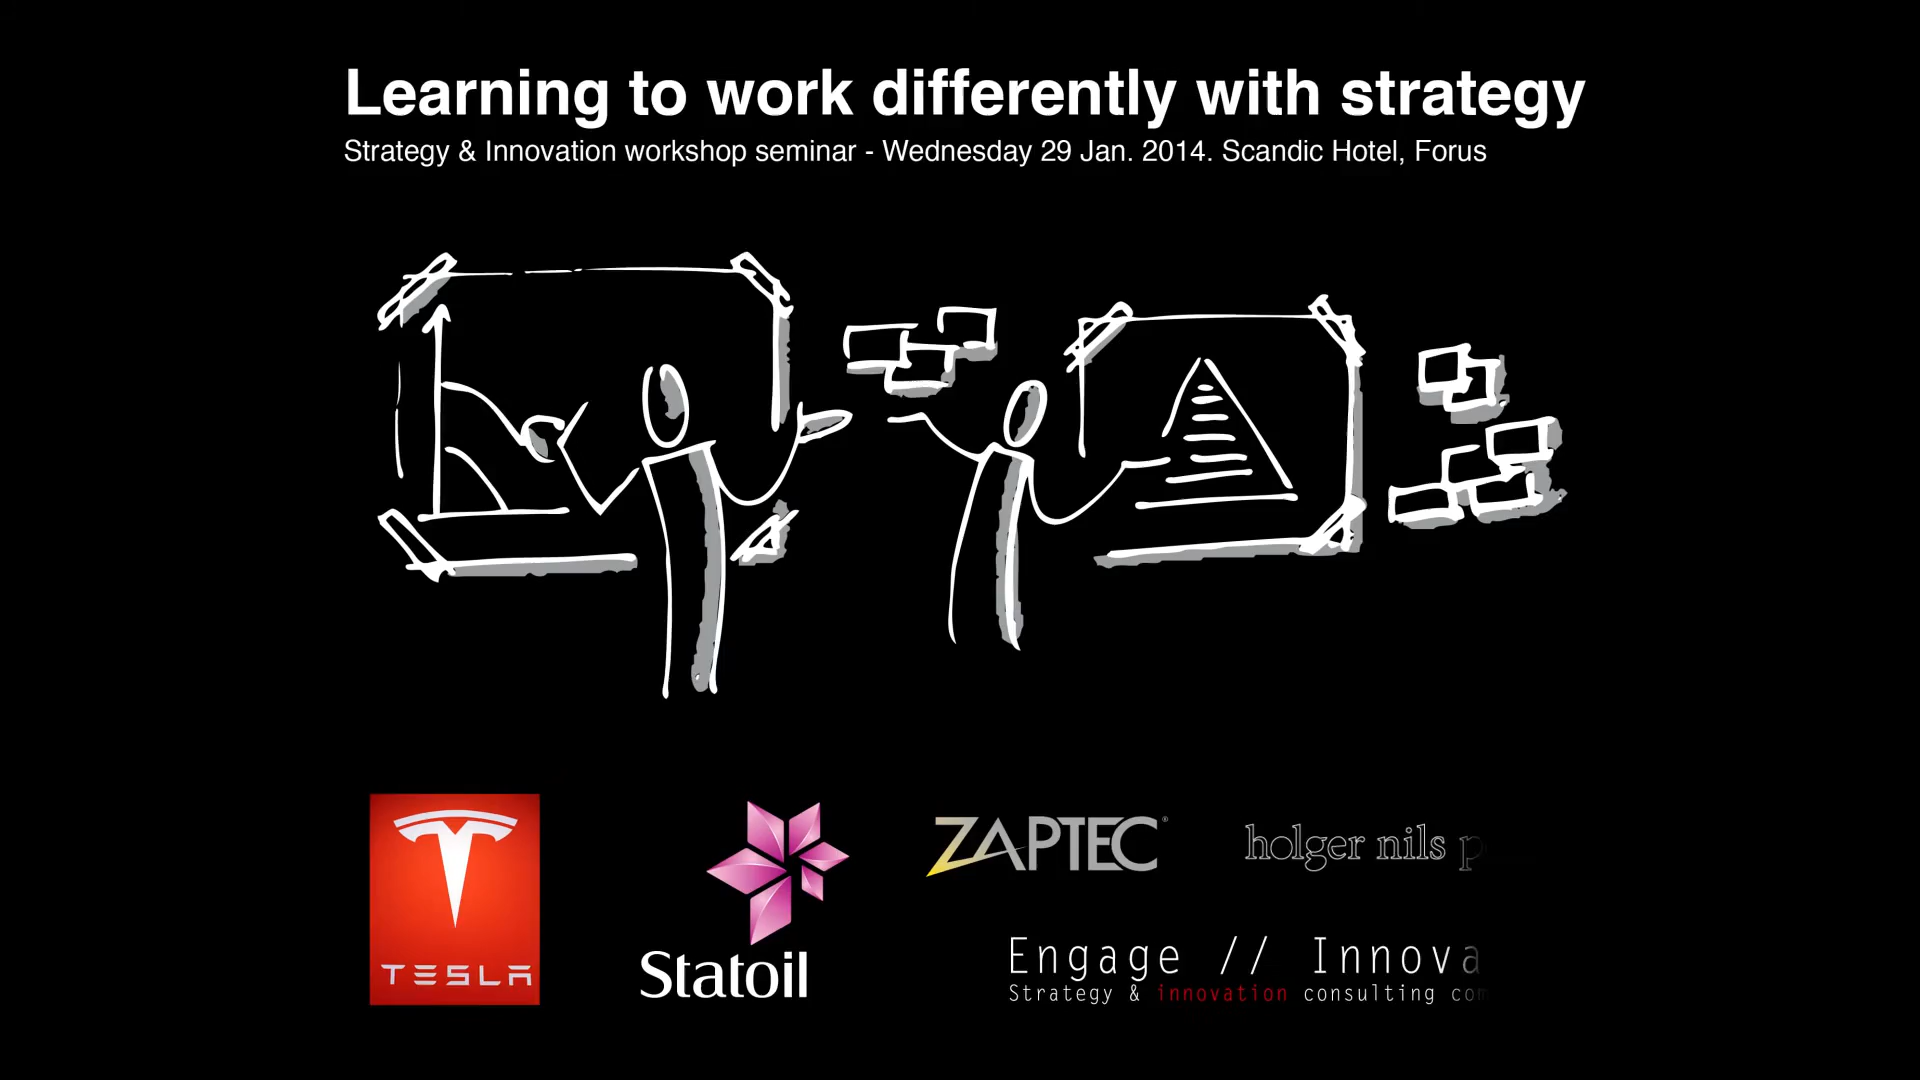 Learning to work differently with strategy
Strategy & Innovation workshop seminar - Wednesday 29 Jan. 2014. Scandic Hotel, Forus
TESLA
Statoil
ZAPTEC
holger nils
Engage // Innova
Strategy & innovation consulting com